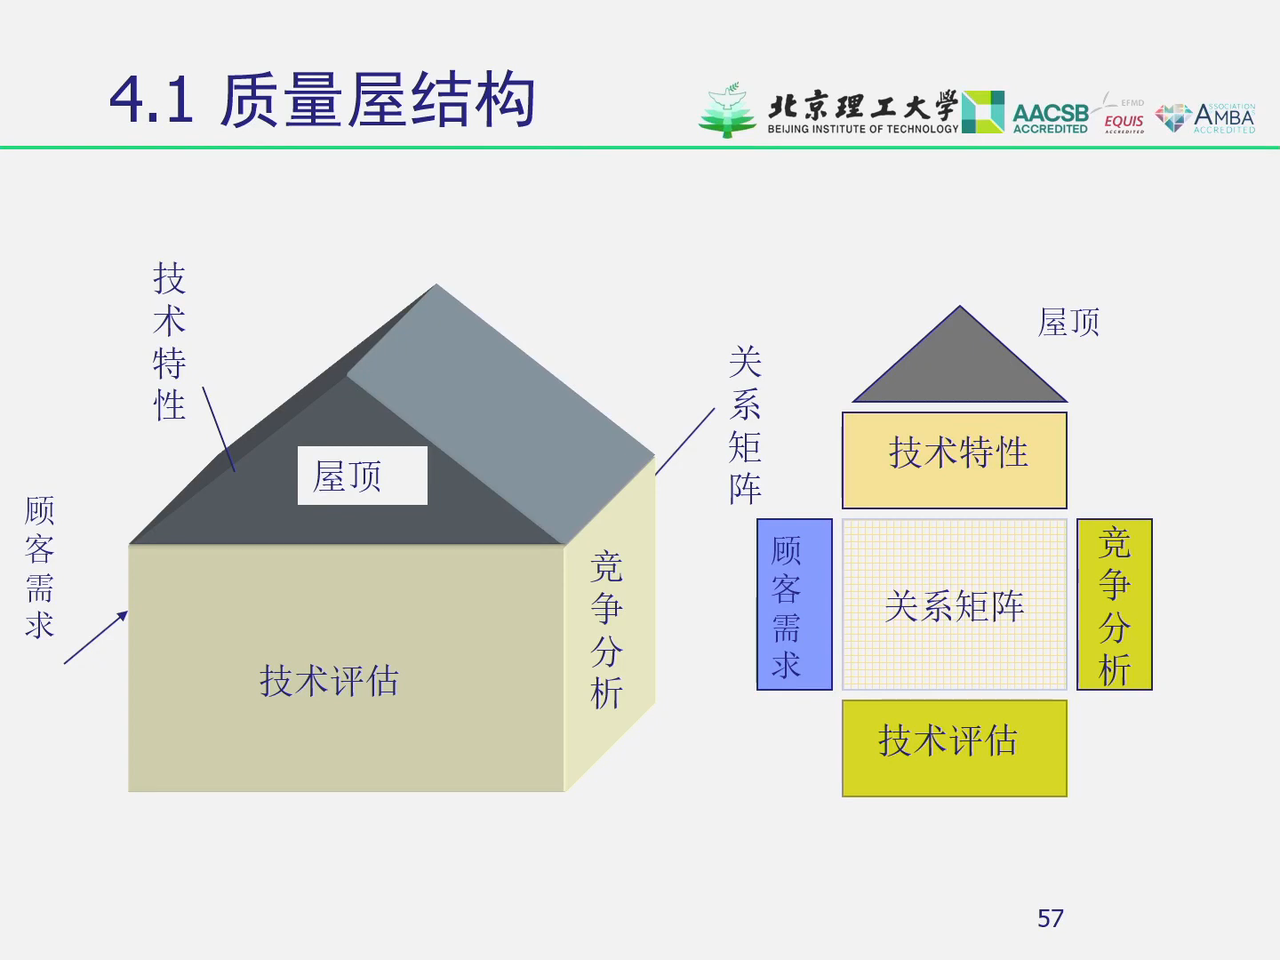 4.1 质量屋结构
北京理工大學
BEIJING INSTITUTE OF TECHNOLOGY
AACSB
ACCREDITED
EFMD
EQUIS
ACCREDITED
ASSOCIATION
AMBA
ACCREDITED
技术特性
顾客需求
屋顶
技术评估
竞争分析
关系矩阵
屋顶
技术特性
顾客需求
关系矩阵
竞争分析
技术评估
57